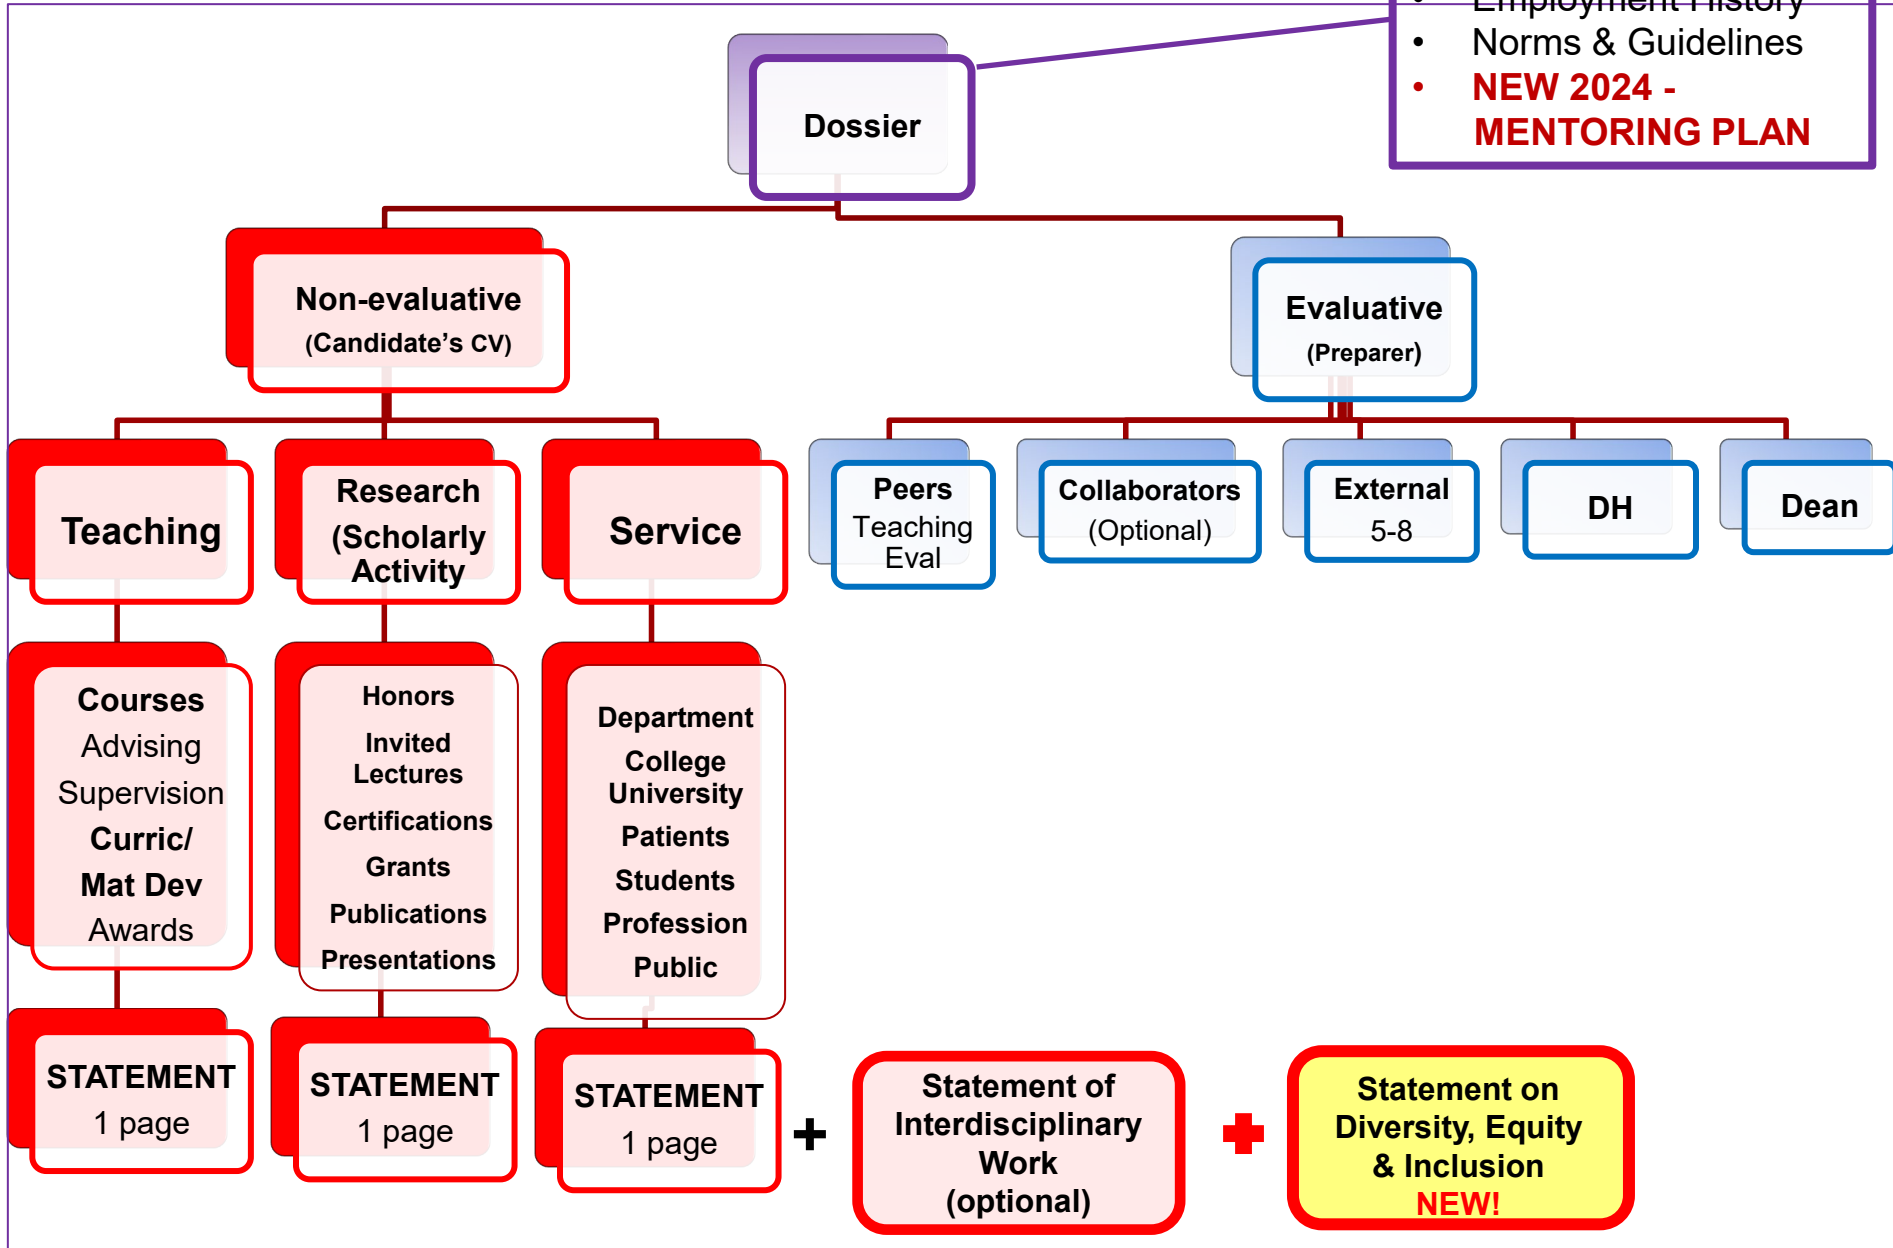 • Employment History
• Norms & Guidelines
• NEW 2024 -
MENTORING PLAN
Dossier
Non-evaluative
(Candidate’s CV)
Evaluative
(Preparer)
Teaching
Research
(Scholarly
Activity
Service
Peers
Teaching
Eval
Collaborators
(Optional)
External
5-8
DH
Dean
Courses
Advising
Supervision
Curric/
Mat Dev
Awards
Honors
Invited
Lectures
Certifications
Grants
Publications
Presentations
Department
College
University
Patients
Students
Profession
Public
STATEMENT
1 page
STATEMENT
1 page
STATEMENT
1 page
+
Statement of
Interdisciplinary
Work
(optional)
+
Statement on
Diversity, Equity
& Inclusion
NEW!